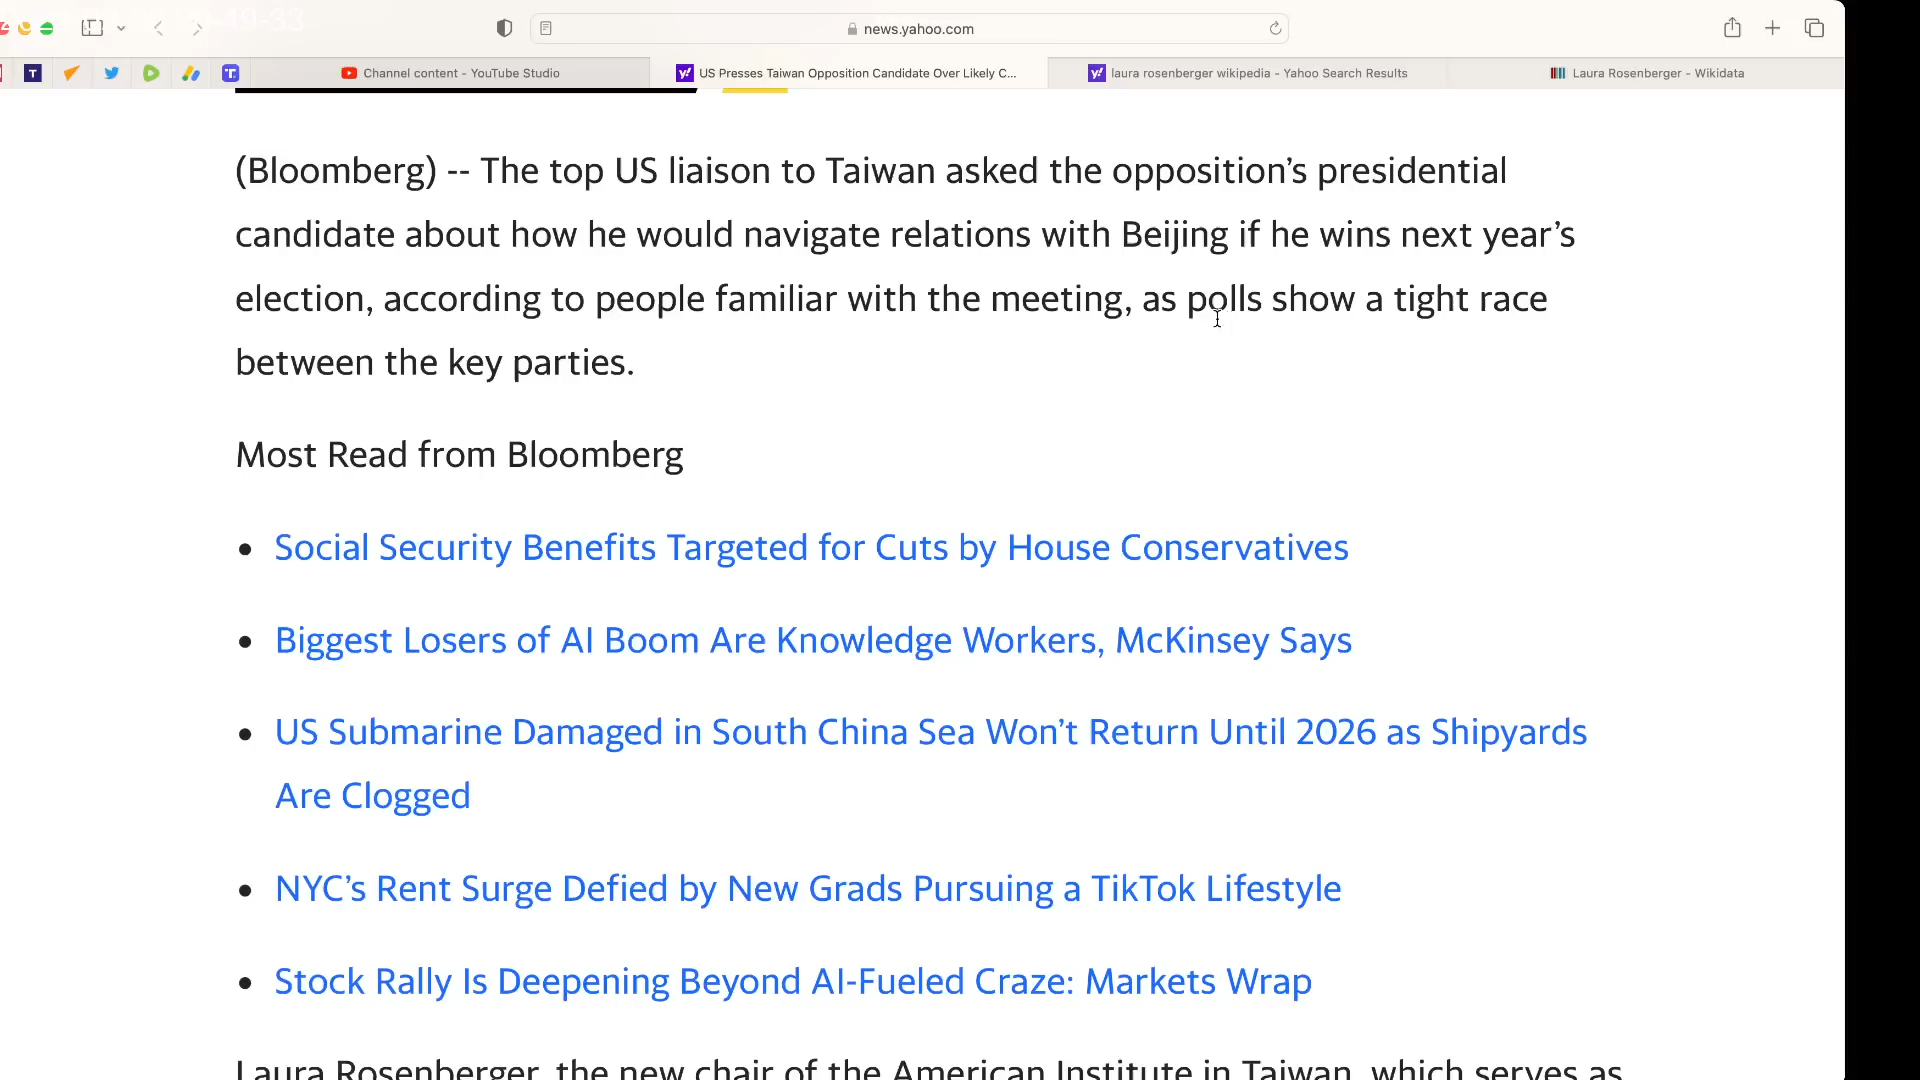 news.yahoo.com
Channel content - YouTube Studio
US Presses Taiwan Opposition Candidate Over Likely C...
laura rosenberger wikipedia - Yahoo Search Results
Laura Rosenberger - Wikidata
(Bloomberg) -- The top US liaison to Taiwan asked the opposition’s presidential
candidate about how he would navigate relations with Beijing if he wins next year’s
election, according to people familiar with the meeting, as polls show a tight race
between the key parties.
Most Read from Bloomberg
• Social Security Benefits Targeted for Cuts by House Conservatives
• Biggest Losers of AI Boom Are Knowledge Workers, McKinsey Says
• US Submarine Damaged in South China Sea Won’t Return Until 2026 as Shipyards
Are Clogged
• NYC’s Rent Surge Defied by New Grads Pursuing a TikTok Lifestyle
• Stock Rally Is Deepening Beyond AI-Fueled Craze: Markets Wrap
Laura Rosenberger, the new chair of the American Institute in Taiwan, which serves as